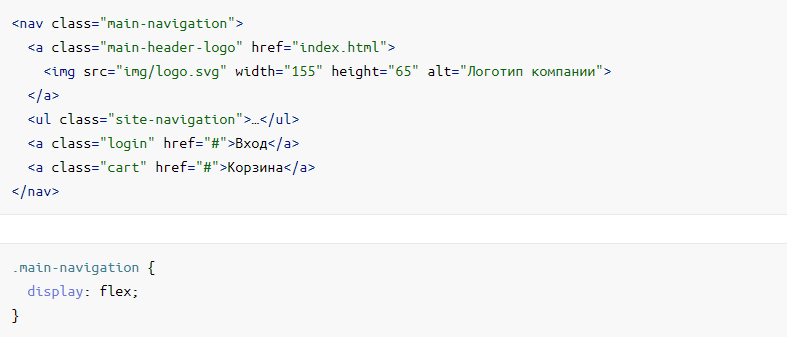 <nav class="main-navigation">
  <a class="main-header-logo" href="index.html">
    <img src="img/logo.svg" width="155" height="65" alt="Логотип компании">
  </a>
  <ul class="site-navigation">…</ul>
  <a class="login" href="#">Вход</a>
  <a class="cart" href="#">Корзина</a>
</nav>
.main-navigation {
  display: flex;
}